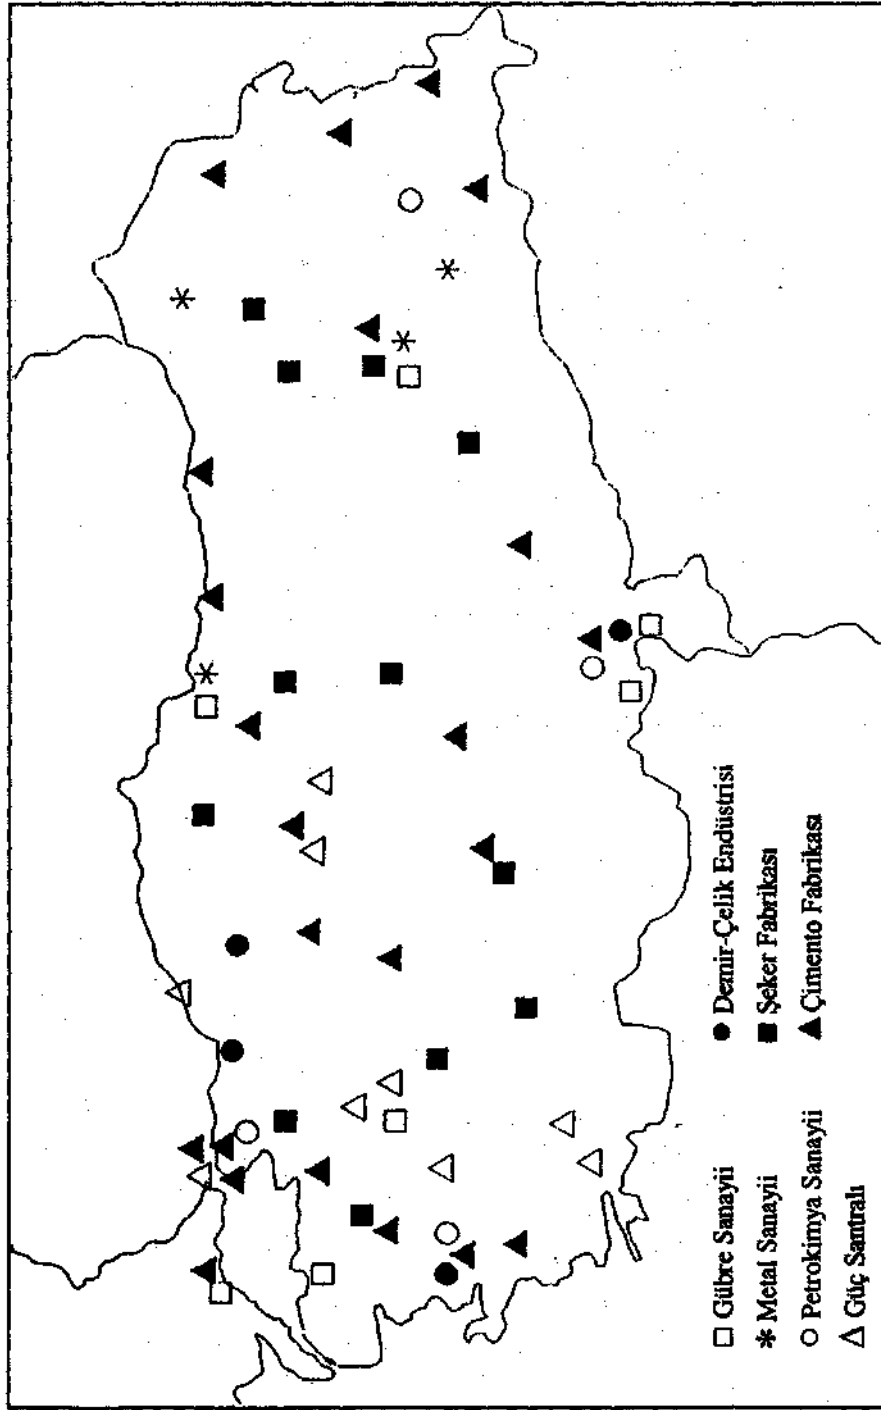 Gübre Sanayii
Metal Sanayii
Petrokimya Sanayii
Güç Santralı
Demir-Çelik Endüstrisi
Şeker Fabrikası
Çimento Fabrikası